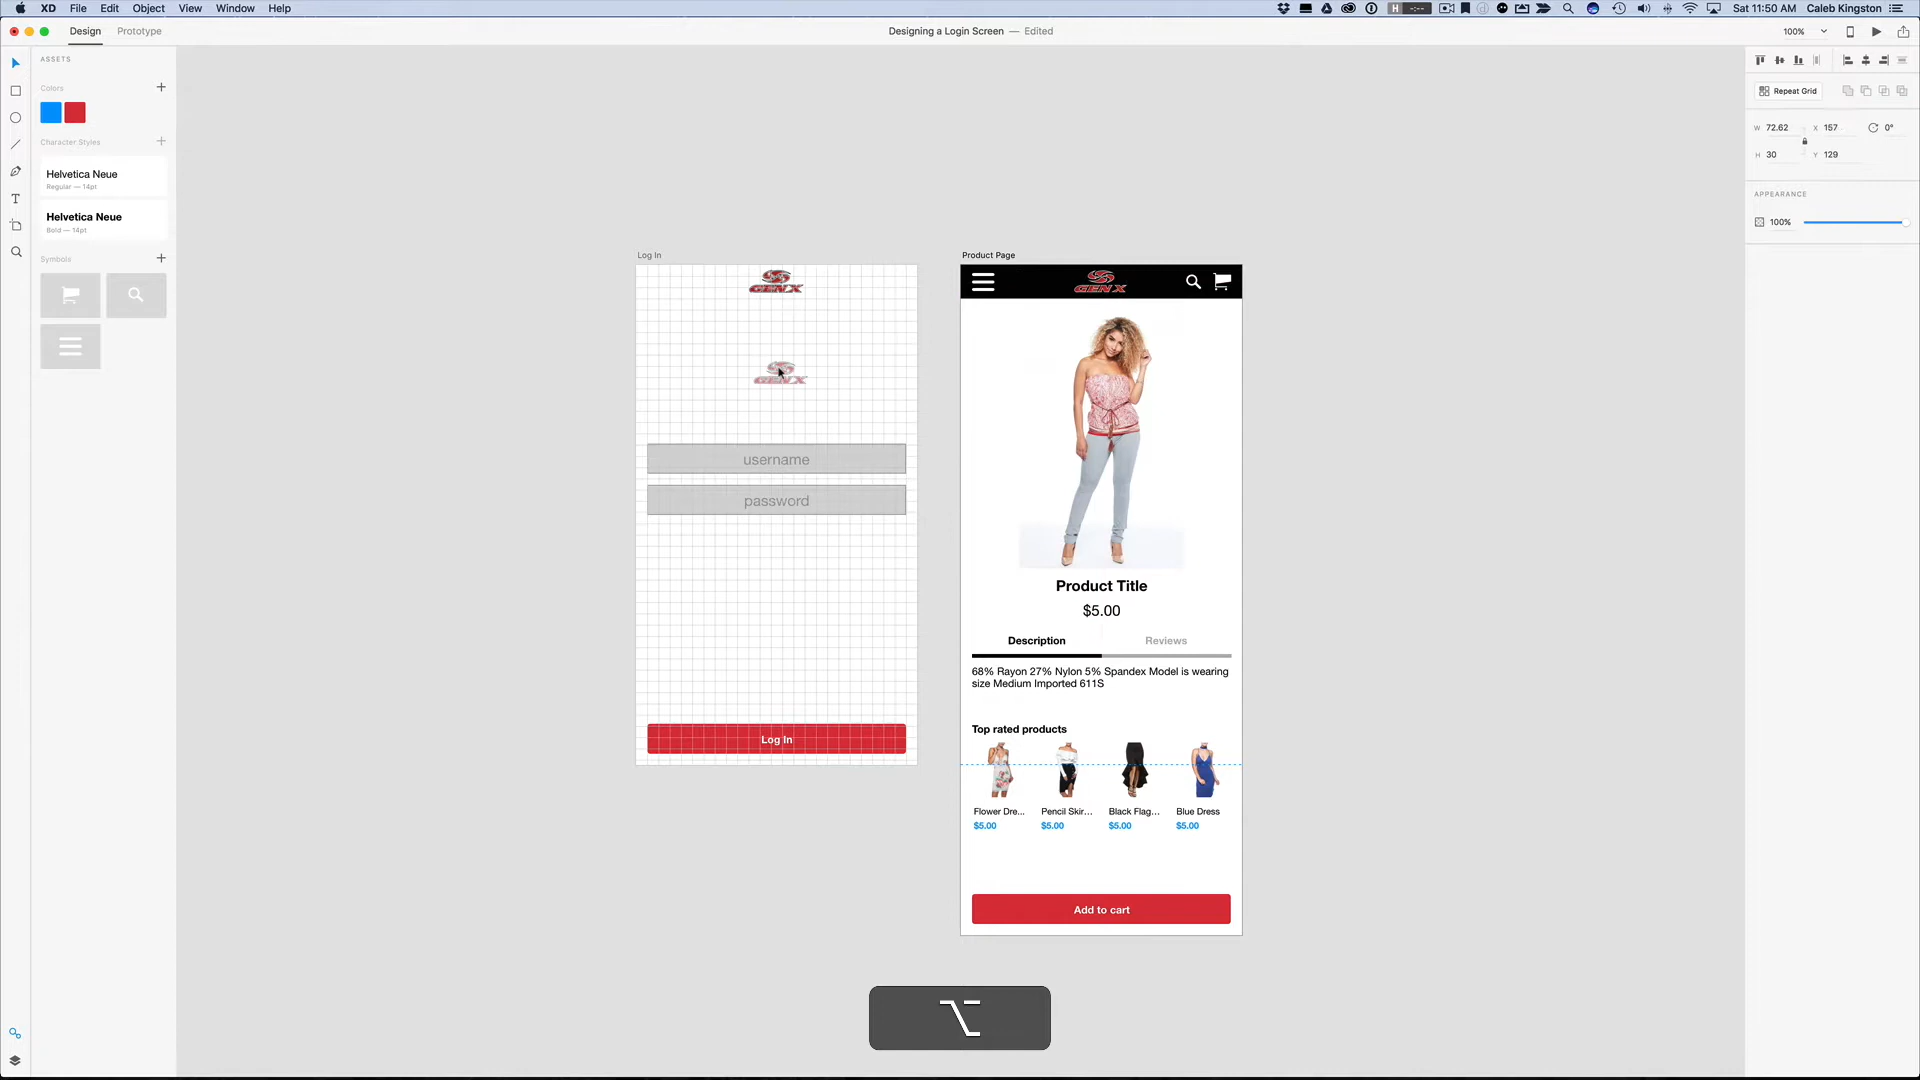 XD File Edit Object View Window Help
Sat 11:50 AM Caleb Kingston
Design Prototype
Designing a Login Screen — Edited
100%
ASSETS
Colors
Character Styles
Helvetica Neue
Regular — 14pt
Helvetica Neue
Bold — 14pt
Symbols
Repeat Grid
W 72.62 X 157 0°
H 30 Y 129
APPEARANCE
100%
Log In
GEN X
GEN X
username
password
Log In
Product Page
GEN X
Product Title
$5.00
Description Reviews
68% Rayon 27% Nylon 5% Spandex Model is wearing
size Medium Imported 611S
Top rated products
Flower Dre... Pencil Skir... Black Flag... Blue Dress
$5.00 $5.00 $5.00 $5.00
Add to cart